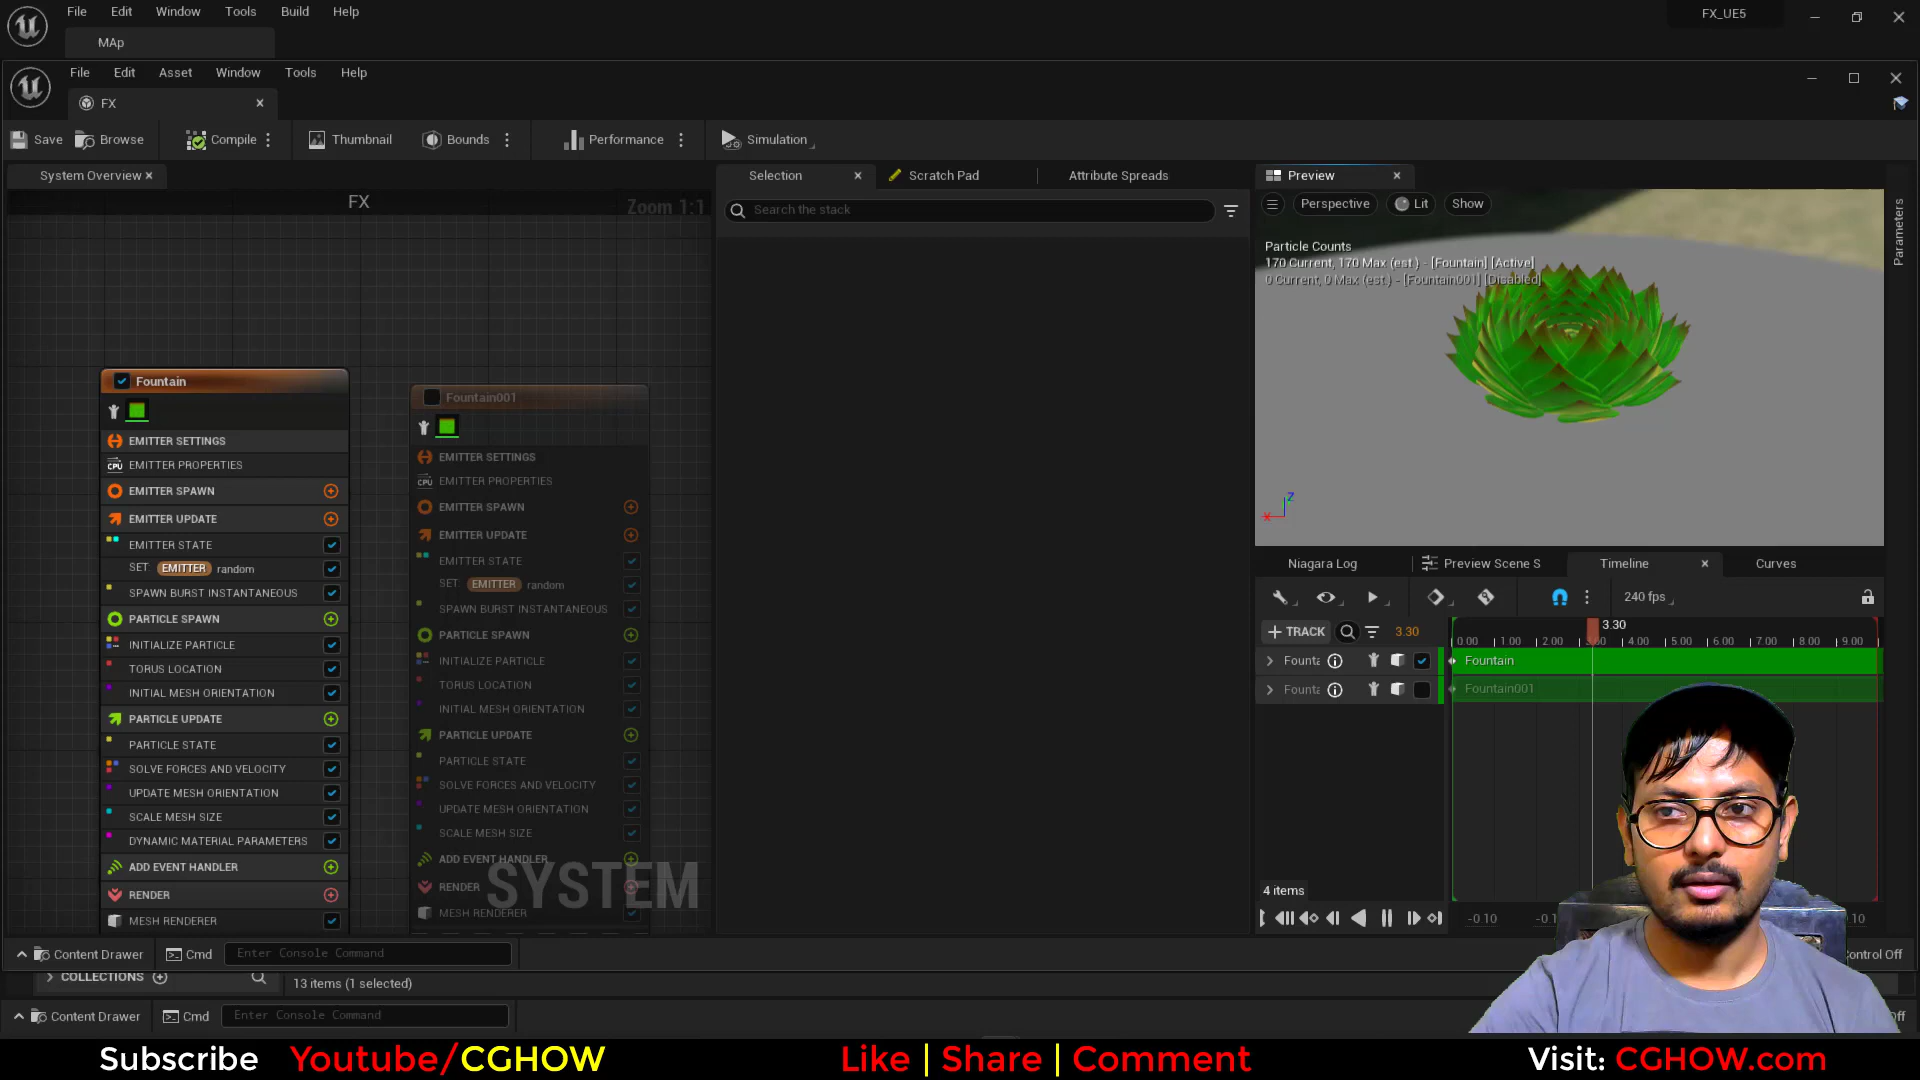 File Edit Window Tools Build Help
FX_UE5
MAp
File Edit Asset Window Tools Help
FX
Save Browse Compile Thumbnail Bounds Performance Simulation
System Overview
FX
Zoom 1:1
Fountain
EMITTER SETTINGS
CPU EMITTER PROPERTIES
EMITTER SPAWN
EMITTER UPDATE
EMITTER STATE
SET: EMITTER random
SPAWN BURST INSTANTANEOUS
PARTICLE SPAWN
INITIALIZE PARTICLE
TORUS LOCATION
INITIAL MESH ORIENTATION
PARTICLE UPDATE
PARTICLE STATE
SOLVE FORCES AND VELOCITY
UPDATE MESH ORIENTATION
SCALE MESH SIZE
DYNAMIC MATERIAL PARAMETERS
ADD EVENT HANDLER
RENDER
MESH RENDERER
Fountain001
EMITTER SETTINGS
CPU EMITTER PROPERTIES
EMITTER SPAWN
EMITTER UPDATE
EMITTER STATE
SET: EMITTER random
SPAWN BURST INSTANTANEOUS
PARTICLE SPAWN
INITIALIZE PARTICLE
TORUS LOCATION
INITIAL MESH ORIENTATION
PARTICLE UPDATE
PARTICLE STATE
SOLVE FORCES AND VELOCITY
UPDATE MESH ORIENTATION
SCALE MESH SIZE
ADD EVENT HANDLER
RENDER
MESH RENDERER
SYSTEM
Selection Scratch Pad Attribute Spreads
Search the stack
Preview
Perspective Lit Show
Particle Counts
170 Current, 170 Max (est.) - [Fountain] [Active]
0 Current, 0 Max (est.) - [Fountain001] [Disabled]
Z
X
Parameters
Niagara Log Preview Scene S Timeline Curves
240 fps
TRACK 3.30
3.30
0.00 1.00 2.00 4.00 5.00 6.00 7.00 8.00 9.00
Founta Fountain
Founta Fountain001
4 items
-0.10 -0.1 10
Content Drawer Cmd Enter Console Command
ontrol Off
COLLECTIONS 13 items (1 selected)
Content Drawer Cmd Enter Console Command
Off
Subscribe Youtube/CGHOW Like | Share | Comment Visit: CGHOW.com